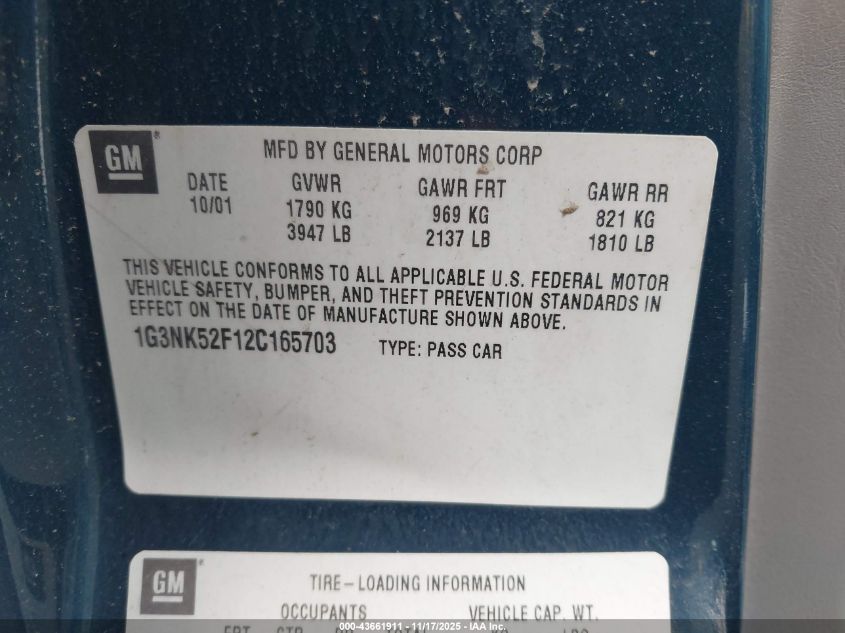 GM
MFD BY GENERAL MOTORS CORP
DATE GVWR GAWR FRT GAWR RR
10/01 1790 KG 969 KG 821 KG
3947 LB 2137 LB 1810 LB
THIS VEHICLE CONFORMS TO ALL APPLICABLE U.S. FEDERAL MOTOR
VEHICLE SAFETY, BUMPER, AND THEFT PREVENTION STANDARDS IN
EFFECT ON THE DATE OF MANUFACTURE SHOWN ABOVE.
1G3NK52F12C165703 TYPE: PASS CAR
GM
TIRE-LOADING INFORMATION
OCCUPANTS VEHICLE CAP. WT.
000-43661911 - 11/17/2025 - IAAI.com